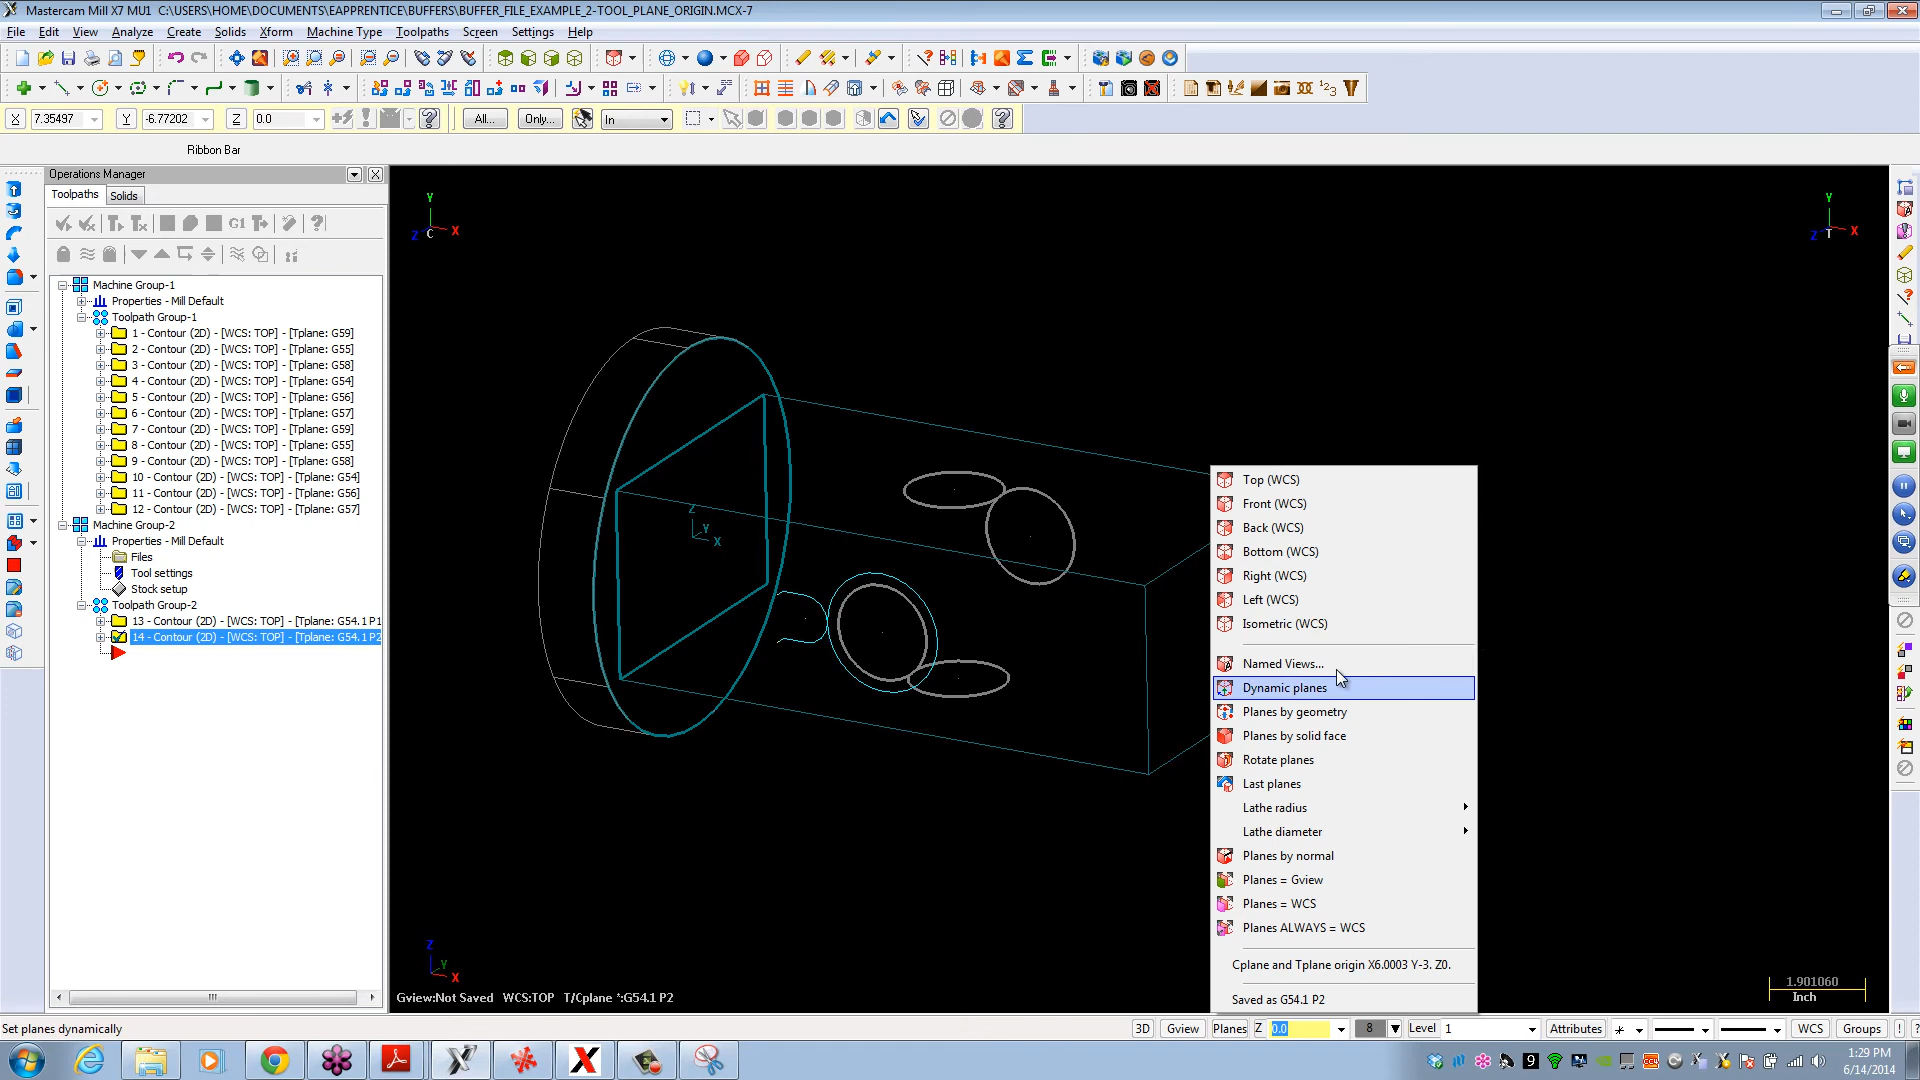 Mastercam Mill X7 MU1  C:\USERS\HOME\DOCUMENTS\EAPPRENTICE\BUFFERS\BUFFER_FILE_EXAMPLE_2-TOOL_PLANE_ORIGIN.MCX-7
File Edit View Analyze Create Solids Xform Machine Type Toolpaths Screen Settings Help
X 7.35497 Y -6.77202 Z 0.0 All... Only... In
Ribbon Bar
Operations Manager
Toolpaths Solids
G1
Machine Group-1
Properties - Mill Default
Toolpath Group-1
1 - Contour (2D) - [WCS: TOP] - [Tplane: G59]
2 - Contour (2D) - [WCS: TOP] - [Tplane: G55]
3 - Contour (2D) - [WCS: TOP] - [Tplane: G58]
4 - Contour (2D) - [WCS: TOP] - [Tplane: G54]
5 - Contour (2D) - [WCS: TOP] - [Tplane: G56]
6 - Contour (2D) - [WCS: TOP] - [Tplane: G57]
7 - Contour (2D) - [WCS: TOP] - [Tplane: G59]
8 - Contour (2D) - [WCS: TOP] - [Tplane: G55]
9 - Contour (2D) - [WCS: TOP] - [Tplane: G58]
10 - Contour (2D) - [WCS: TOP] - [Tplane: G54]
11 - Contour (2D) - [WCS: TOP] - [Tplane: G56]
12 - Contour (2D) - [WCS: TOP] - [Tplane: G57]
Machine Group-2
Properties - Mill Default
Files
Tool settings
Stock setup
Toolpath Group-2
13 - Contour (2D) - [WCS: TOP] - [Tplane: G54.1 P1
14 - Contour (2D) - [WCS: TOP] - [Tplane: G54.1 P2
Y
Z C X
Y
Z T X
Z
Y
X
Z
Y
X
Top (WCS)
Front (WCS)
Back (WCS)
Bottom (WCS)
Right (WCS)
Left (WCS)
Isometric (WCS)
Named Views...
Dynamic planes
Planes by geometry
Planes by solid face
Rotate planes
Last planes
Lathe radius
Lathe diameter
Planes by normal
Planes = Gview
Planes = WCS
Planes ALWAYS = WCS
Cplane and Tplane origin X6.0003 Y-3. Z0.
Saved as G54.1 P2
1.901060
Inch
Gview:Not Saved WCS:TOP T/Cplane *:G54.1 P2
Set planes dynamically
3D Gview Planes Z 0.0 8 Level 1 Attributes WCS Groups ! ?
1:29 PM
6/14/2014